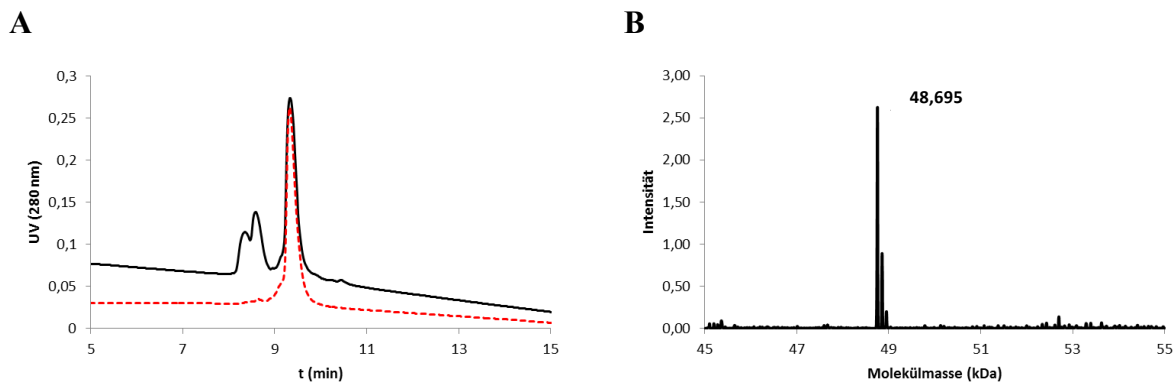 A
0,3
0,25
0,2
0,15
0,1
0,05
0
UV (280 nm)
5 7 9 11 13 15
t (min)
B
3,00
2,50
2,00
1,50
1,00
0,50
0,00
Intensität
48,695
45 47 49 51 53 55
Molekülmasse (kDa)